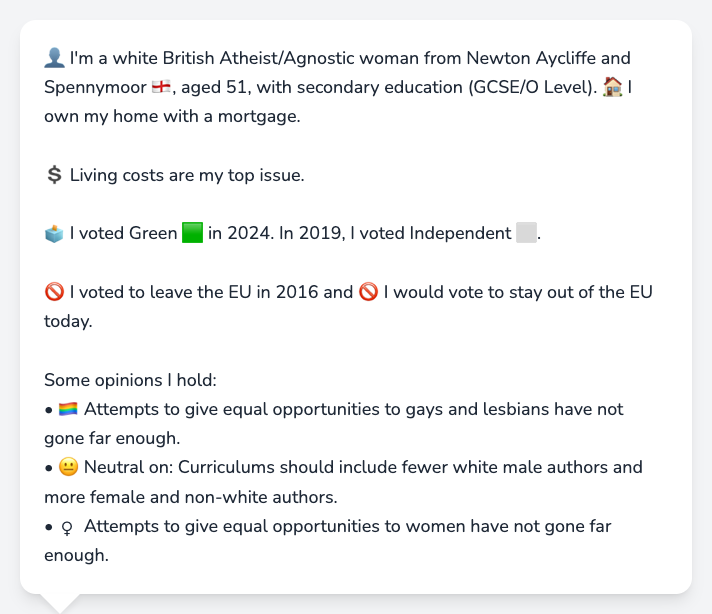 👤 I'm a white British Atheist/Agnostic woman from Newton Aycliffe and
Spennymoor 🏴󠁧󠁢󠁥󠁮󠁧󠁿, aged 51, with secondary education (GCSE/O Level). 🏠 I
own my home with a mortgage.
💲 Living costs are my top issue.
🗳️ I voted Green 🟩 in 2024. In 2019, I voted Independent ⬜.
🚫 I voted to leave the EU in 2016 and 🚫 I would vote to stay out of the EU
today.
Some opinions I hold:
• 🏳️‍🌈 Attempts to give equal opportunities to gays and lesbians have not
gone far enough.
• 😐 Neutral on: Curriculums should include fewer white male authors and
more female and non-white authors.
• ♀ Attempts to give equal opportunities to women have not gone far
enough.